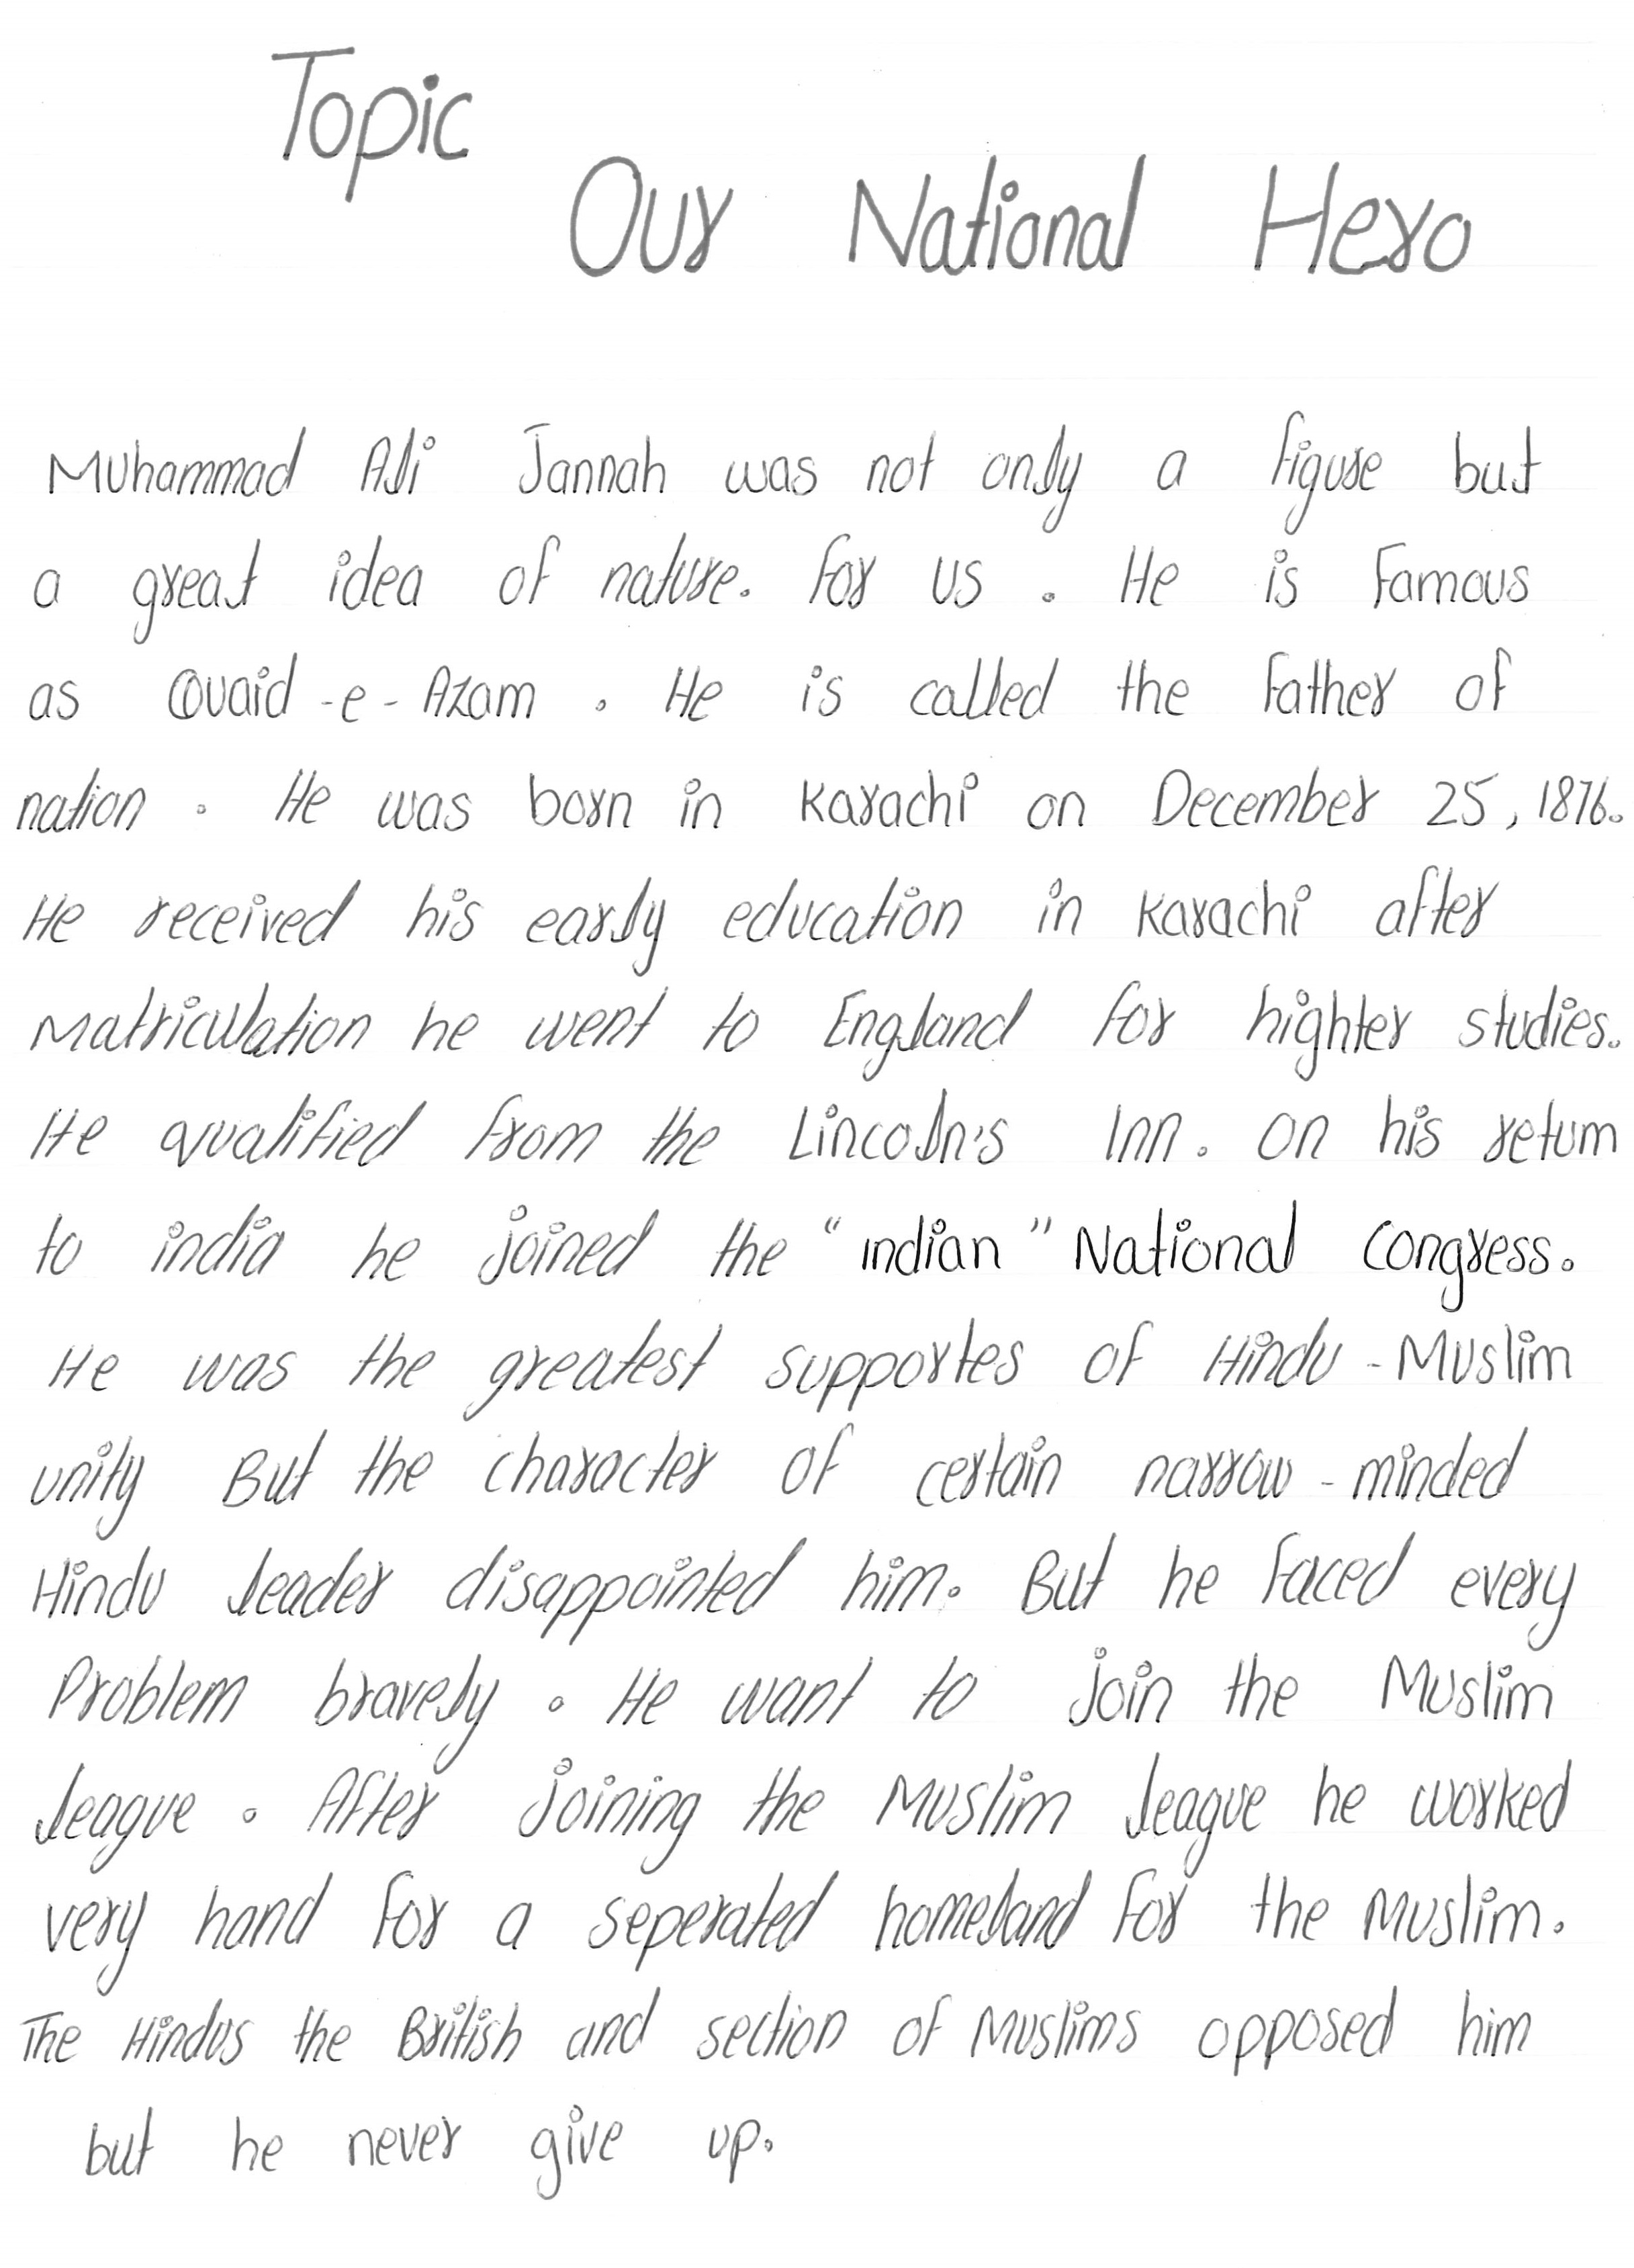 Topic
Our National Hero
Muhammad Ali Jannah was not only a figure but
a great idea of nature. for us . He is Famous
as Quaid-e-Azam . He is called the Father of
nation . He was born in Karachi on December 25, 1876.
He received his early education in Karachi after
Matriculation he went to England for highter studies.
He qualified from the Lincoln's Inn. on his return
to india he joined the "indian" National Congress.
He was the greatest supportes of Hindu-Muslim
unity But the character of certain narrow-minded
Hindu leader disappointed him. But he faced every
Problem bravely . He want to join the Muslim
league . After joining the Muslim league he worked
very hand for a seperated homeland for the Muslim.
The Hindus the British and section of Muslims opposed him
but he never give up.